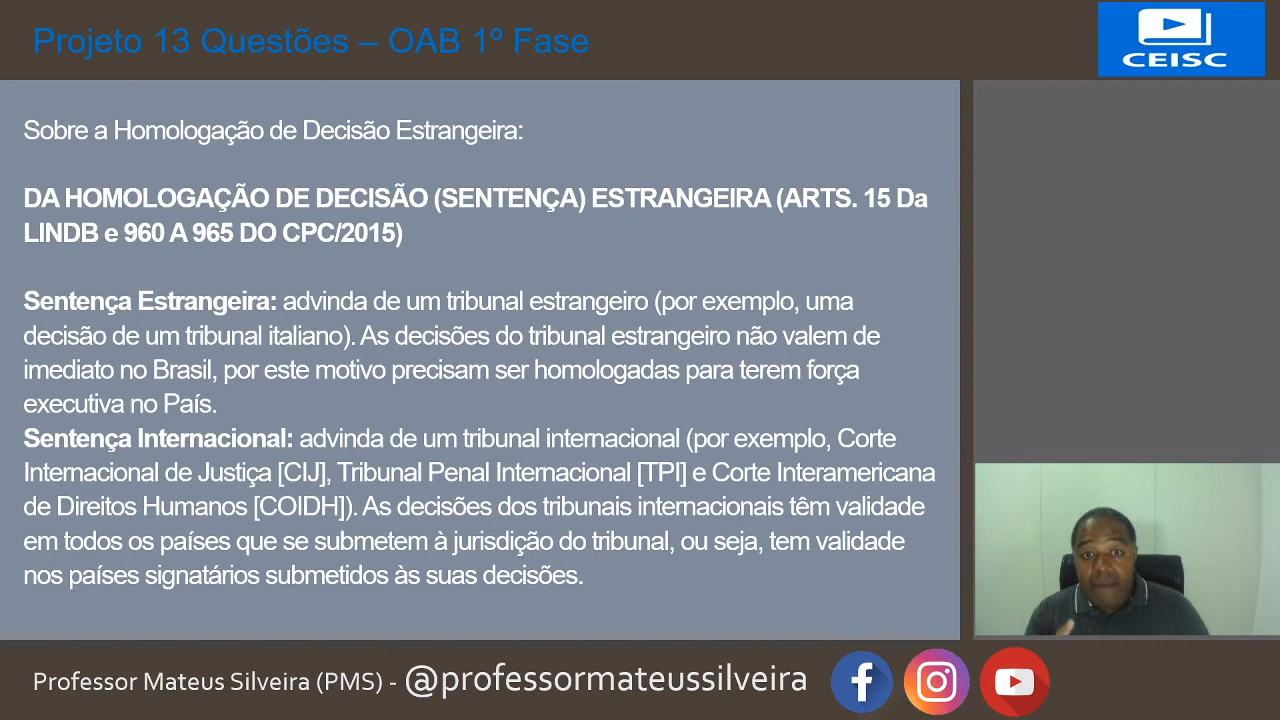 Projeto 13 Questões – OAB 1º Fase
CEISC
Sobre a Homologação de Decisão Estrangeira:
DA HOMOLOGAÇÃO DE DECISÃO (SENTENÇA) ESTRANGEIRA (ARTS. 15 Da
LINDB e 960 A 965 DO CPC/2015)
Sentença Estrangeira: advinda de um tribunal estrangeiro (por exemplo, uma
decisão de um tribunal italiano). As decisões do tribunal estrangeiro não valem de
imediato no Brasil, por este motivo precisam ser homologadas para terem força
executiva no País.
Sentença Internacional: advinda de um tribunal internacional (por exemplo, Corte
Internacional de Justiça [CIJ], Tribunal Penal Internacional [TPI] e Corte Interamericana
de Direitos Humanos [COIDH]). As decisões dos tribunais internacionais têm validade
em todos os países que se submetem à jurisdição do tribunal, ou seja, tem validade
nos países signatários submetidos às suas decisões.
Professor Mateus Silveira (PMS) - @professormateussilveira